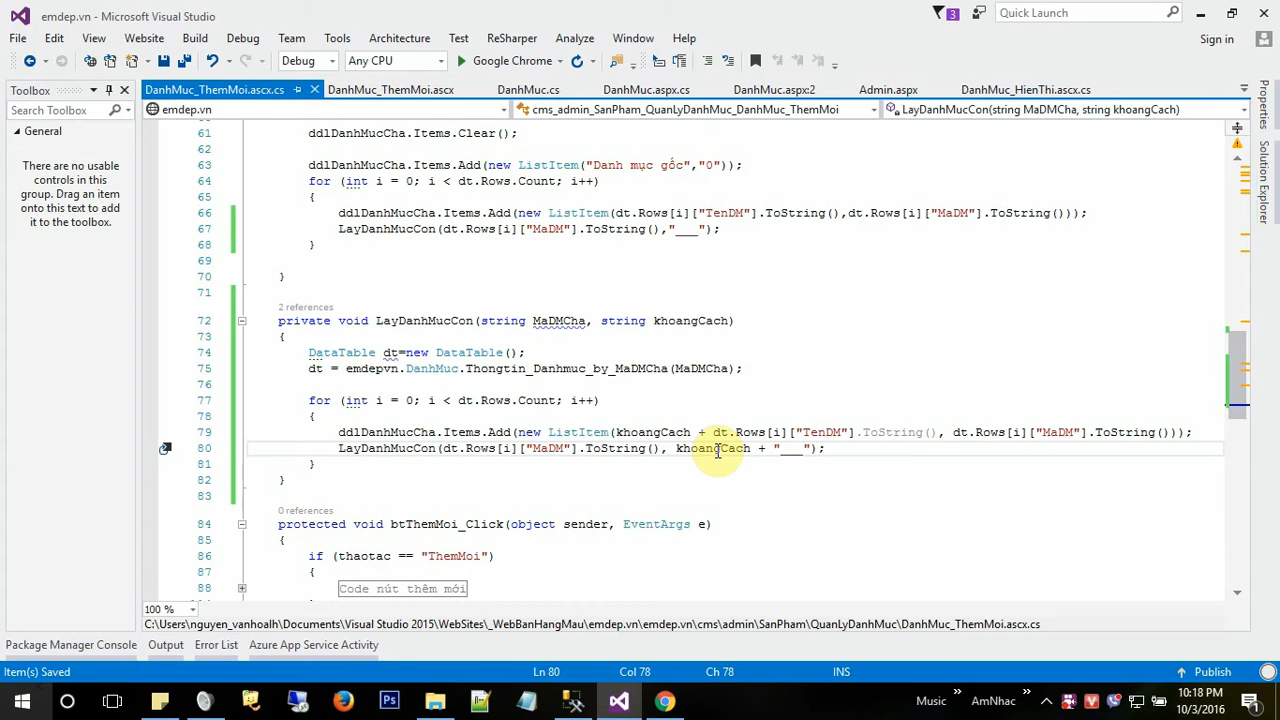 emdep.vn - Microsoft Visual Studio
3
Quick Launch
File Edit View Website Build Debug Team Tools Architecture Test ReSharper Analyze Window Help
Sign in
Debug Any CPU Google Chrome
Toolbox
Search Toolbox
General
There are no usable
controls in this
group. Drag an item
onto this text to add
it to the toolbox.
DanhMuc_ThemMoi.ascx.cs DanhMuc_ThemMoi.ascx DanhMuc.cs DanhMuc.aspx.cs DanhMuc.aspx:2 Admin.aspx DanhMuc_HienThi.ascx.cs
emdep.vn cms_admin_SanPham_QuanLyDanhMuc_DanhMuc_ThemMoi LayDanhMucCon(string MaDMCha, string khoangCach)
61 ddlDanhMucCha.Items.Clear();
62
63 ddlDanhMucCha.Items.Add(new ListItem("Danh mục gốc","0"));
64 for (int i = 0; i < dt.Rows.Count; i++)
65 {
66 ddlDanhMucCha.Items.Add(new ListItem(dt.Rows[i]["TenDM"].ToString(),dt.Rows[i]["MaDM"].ToString()));
67 LayDanhMucCon(dt.Rows[i]["MaDM"].ToString(),"___");
68 }
69
70 }
71
2 references
72 private void LayDanhMucCon(string MaDMCha, string khoangCach)
73 {
74 DataTable dt=new DataTable();
75 dt = emdepvn.DanhMuc.Thongtin_Danhmuc_by_MaDMCha(MaDMCha);
76
77 for (int i = 0; i < dt.Rows.Count; i++)
78 {
79 ddlDanhMucCha.Items.Add(new ListItem(khoangCach + dt.Rows[i]["TenDM"].ToString(), dt.Rows[i]["MaDM"].ToString()));
80 LayDanhMucCon(dt.Rows[i]["MaDM"].ToString(), khoangCach + "___");
81 }
82 }
83
0 references
84 protected void btThemMoi_Click(object sender, EventArgs e)
85 {
86 if (thaotac == "ThemMoi")
87 {
88 Code nút thêm mới
100 %
C:\Users\nguyen_vanhoalh\Documents\Visual Studio 2015\WebSites\_WebBanHangMau\emdep.vn\emdep.vn\cms\admin\SanPham\QuanLyDanhMuc\DanhMuc_ThemMoi.ascx.cs
Properties
Solution Explorer
Package Manager Console Output Error List Azure App Service Activity
Item(s) Saved Ln 80 Col 78 Ch 78 INS Publish
Ps
Music » AmNhac »
10:18 PM
10/3/2016
1